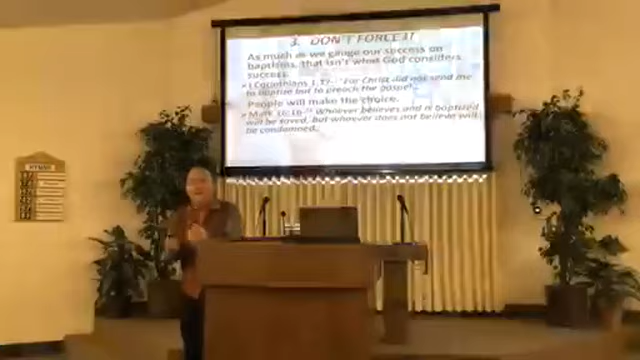 3. DON'T FORCE IT
As much as we gauge our success on
baptisms, that isn't what God considers
success.
1 Corinthians 1:17- "For Christ did not send me
to baptize but to preach the gospel".
People will make the choice.
Mark 16:16- Whoever believes and is baptized
will be saved, but whoever does not believe will
be condemned.
HYMNS